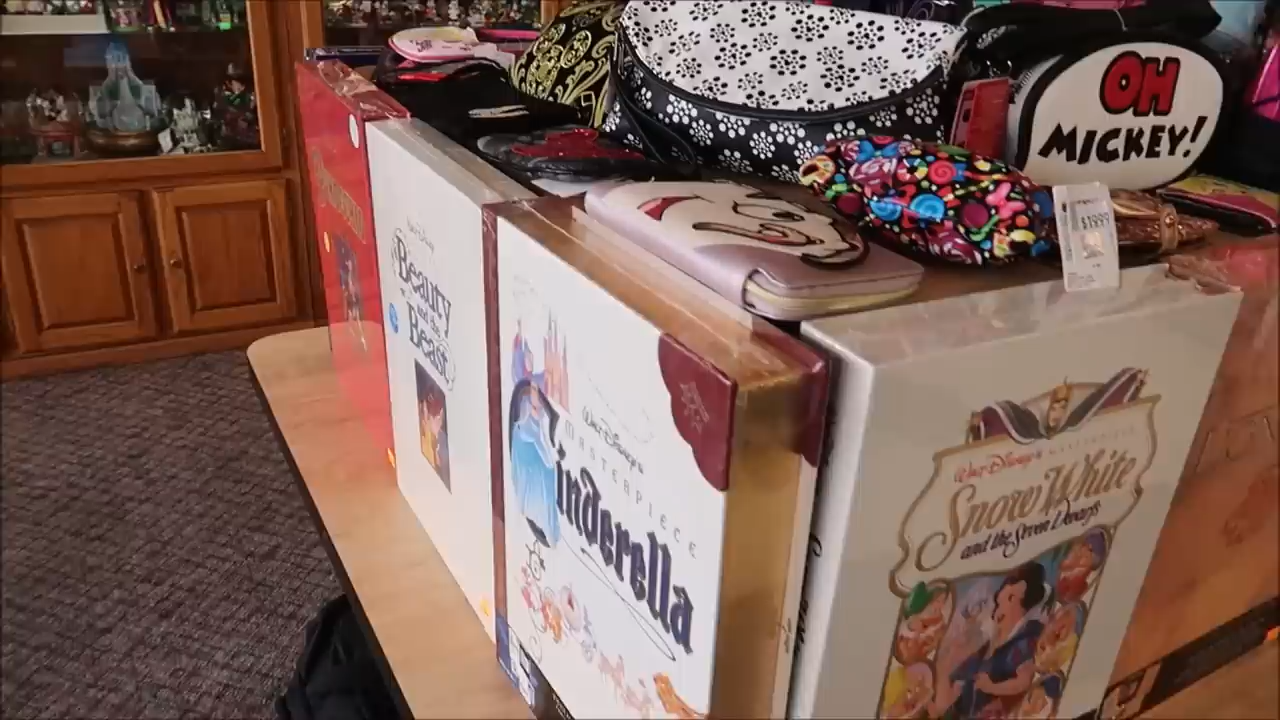 OH
MICKEY!
$19.99
Walt Disney
Beauty
and the
Beast
Walt Disney's
MASTERPIECE
Cinderella
Walt Disney's MASTERPIECE
Snow White
and the Seven Dwarfs